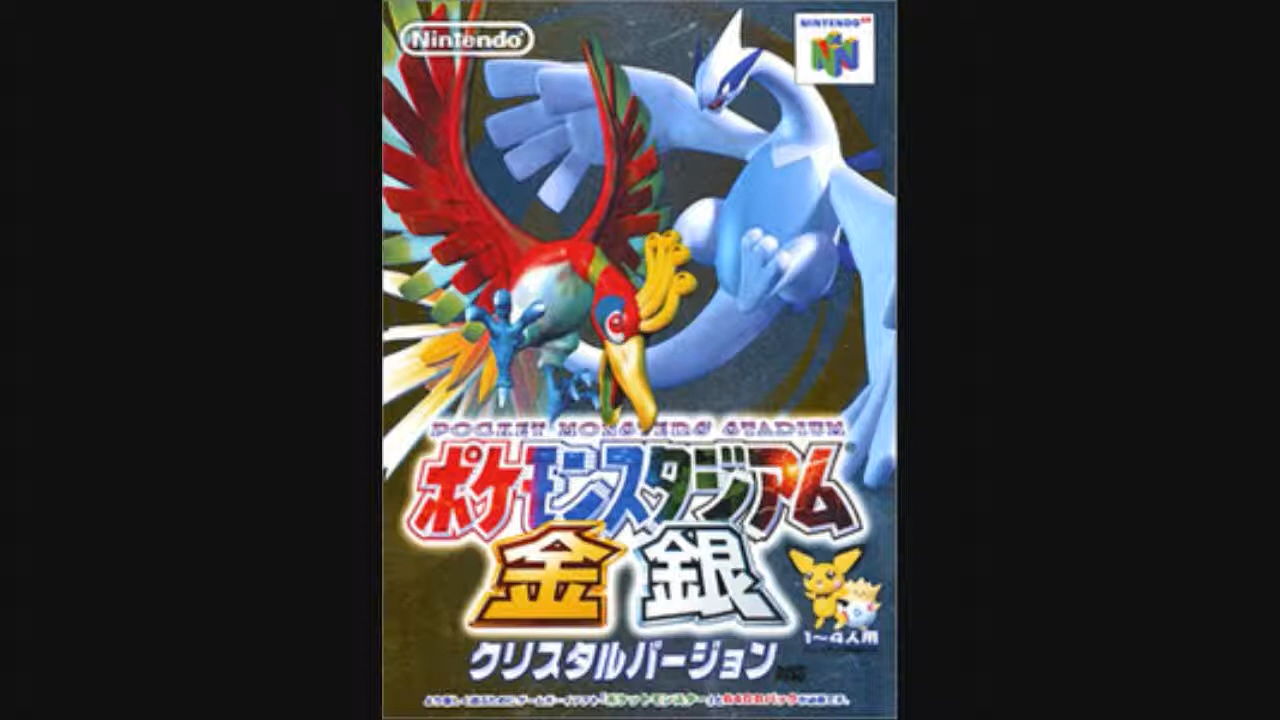 Nintendo
NINTENDO 64
POCKET MONSTERS STADIUM
ポケモンスタジアム
金 銀
1〜4人用
クリスタルバージョン